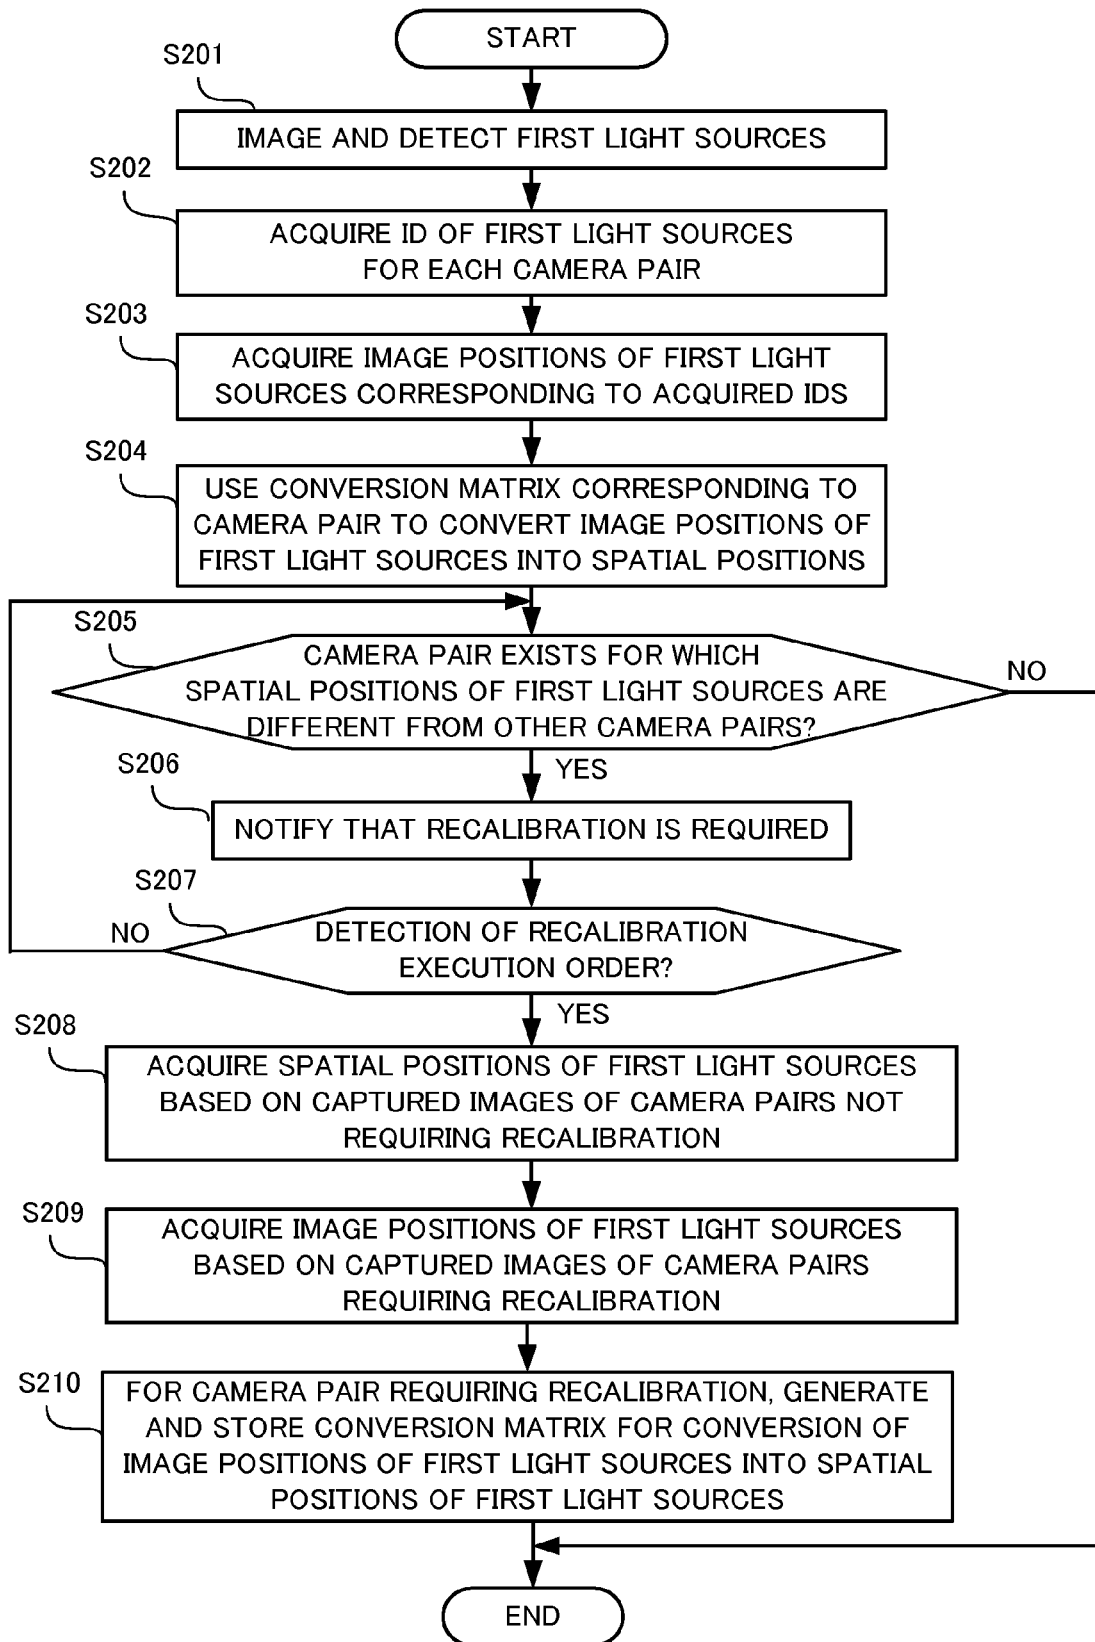 START
S201
IMAGE AND DETECT FIRST LIGHT SOURCES
S202
ACQUIRE ID OF FIRST LIGHT SOURCES
FOR EACH CAMERA PAIR
S203
ACQUIRE IMAGE POSITIONS OF FIRST LIGHT
SOURCES CORRESPONDING TO ACQUIRED IDS
S204
USE CONVERSION MATRIX CORRESPONDING TO
CAMERA PAIR TO CONVERT IMAGE POSITIONS OF
FIRST LIGHT SOURCES INTO SPATIAL POSITIONS
S205
CAMERA PAIR EXISTS FOR WHICH
SPATIAL POSITIONS OF FIRST LIGHT SOURCES ARE
DIFFERENT FROM OTHER CAMERA PAIRS?
NO
YES
S206
NOTIFY THAT RECALIBRATION IS REQUIRED
S207
DETECTION OF RECALIBRATION
EXECUTION ORDER?
NO
YES
S208
ACQUIRE SPATIAL POSITIONS OF FIRST LIGHT SOURCES
BASED ON CAPTURED IMAGES OF CAMERA PAIRS NOT
REQUIRING RECALIBRATION
S209
ACQUIRE IMAGE POSITIONS OF FIRST LIGHT SOURCES
BASED ON CAPTURED IMAGES OF CAMERA PAIRS
REQUIRING RECALIBRATION
S210
FOR CAMERA PAIR REQUIRING RECALIBRATION, GENERATE
AND STORE CONVERSION MATRIX FOR CONVERSION OF
IMAGE POSITIONS OF FIRST LIGHT SOURCES INTO SPATIAL
POSITIONS OF FIRST LIGHT SOURCES
END